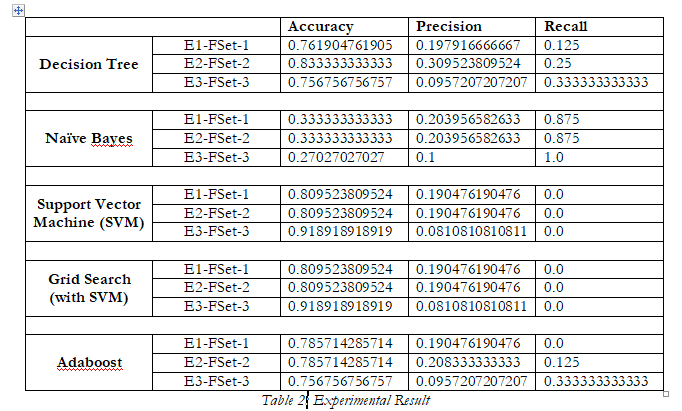 Accuracy Precision Recall
Decision Tree E1-FSet-1 0.761904761905 0.197916666667 0.125
E2-FSet-2 0.833333333333 0.309523809524 0.25
E3-FSet-3 0.756756756757 0.0957207207207 0.333333333333
Naïve Bayes E1-FSet-1 0.333333333333 0.203956582633 0.875
E2-FSet-2 0.333333333333 0.203956582633 0.875
E3-FSet-3 0.27027027027 0.1 1.0
Support Vector Machine (SVM) E1-FSet-1 0.809523809524 0.190476190476 0.0
E2-FSet-2 0.809523809524 0.190476190476 0.0
E3-FSet-3 0.918918918919 0.0810810810811 0.0
Grid Search (with SVM) E1-FSet-1 0.809523809524 0.190476190476 0.0
E2-FSet-2 0.809523809524 0.190476190476 0.0
E3-FSet-3 0.918918918919 0.0810810810811 0.0
Adaboost E1-FSet-1 0.785714285714 0.190476190476 0.0
E2-FSet-2 0.785714285714 0.208333333333 0.125
E3-FSet-3 0.756756756757 0.0957207207207 0.333333333333
Table 2: Experimental Result